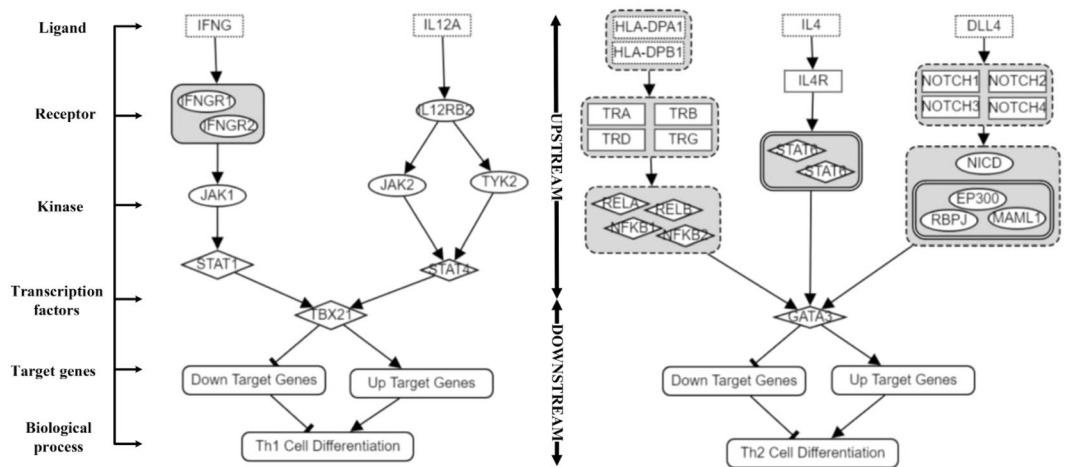 Ligand
Receptor
Kinase
Transcription
factors
Target genes
Biological
process
IFNG
IFNGR1
IFNGR2
JAK1
STAT1
IL12A
IL12RB2
JAK2
TYK2
STAT4
TBX21
Down Target Genes
Up Target Genes
Th1 Cell Differentiation
UPSTREAM
DOWNSTREAM
HLA-DPA1
HLA-DPB1
TRA
TRB
TRD
TRG
RELA
RELB
NFKB1
NFKB2
IL4
IL4R
STAT6
STAT6
DLL4
NOTCH1
NOTCH2
NOTCH3
NOTCH4
NICD
EP300
RBPJ
MAML1
GATA3
Down Target Genes
Up Target Genes
Th2 Cell Differentiation